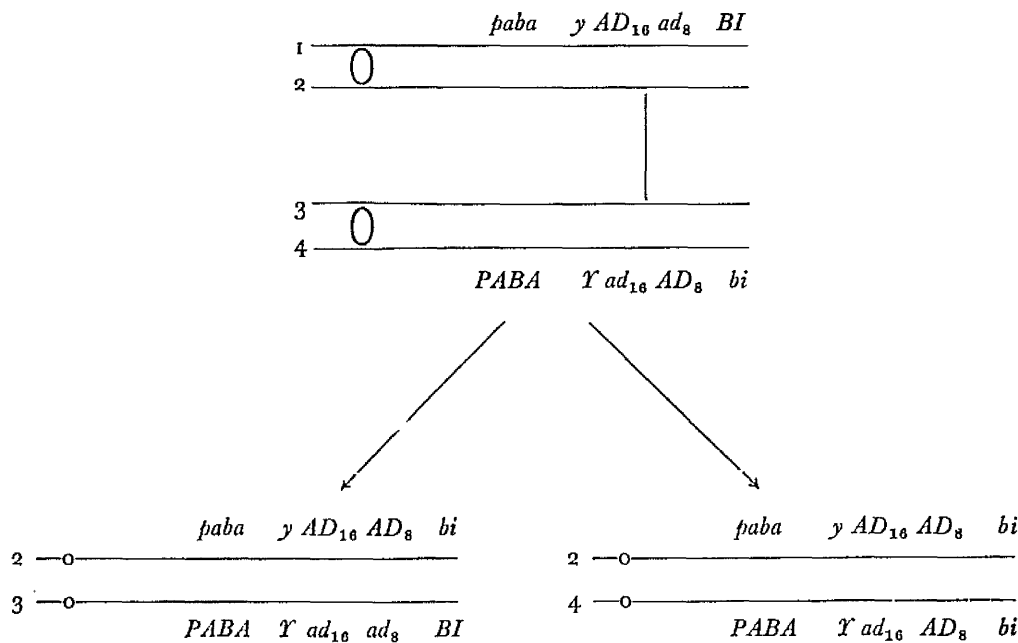 paba y AD₁₆ ad₈ BI
1
2
3
4
PABA Y ad₁₆ AD₈ bi
paba y AD₁₆ AD₈ bi
2 o
3 o
PABA Y ad₁₆ ad₈ BI
paba y AD₁₆ AD₈ bi
2 o
4 o
PABA Y ad₁₆ AD₈ bi